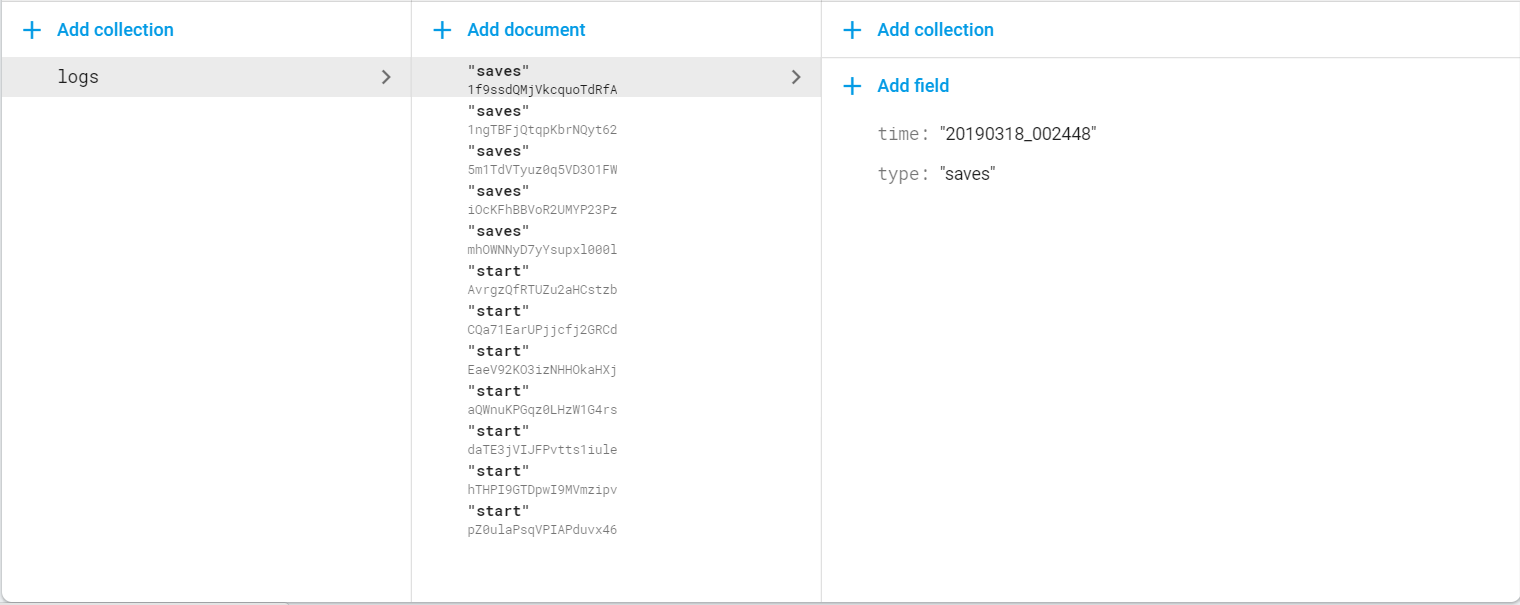 Add collection
logs
Add document
"saves"
1f9ssdQMjVkcquoTdRfA
"saves"
1ngTBFjQtqpKbrNQyt62
"saves"
5m1TdVTyuz0q5VD3O1FW
"saves"
iOcKFhBBVoR2UMYP23Pz
"saves"
mhOWNNyD7yYsupxl000l
"start"
AvrgzQfRTUZu2aHCstzb
"start"
CQa71EarUPjjcfj2GRCd
"start"
EaeV92KO3izNHHOkaHXj
"start"
aQWnuKPGqz0LHzW1G4rs
"start"
daTE3jVIJFPvtts1iule
"start"
hTHPI9GTDpwI9MVmzipv
"start"
pZ0ulaPsqVPIAPduvx46
Add collection
Add field
time: "20190318_002448"
type: "saves"